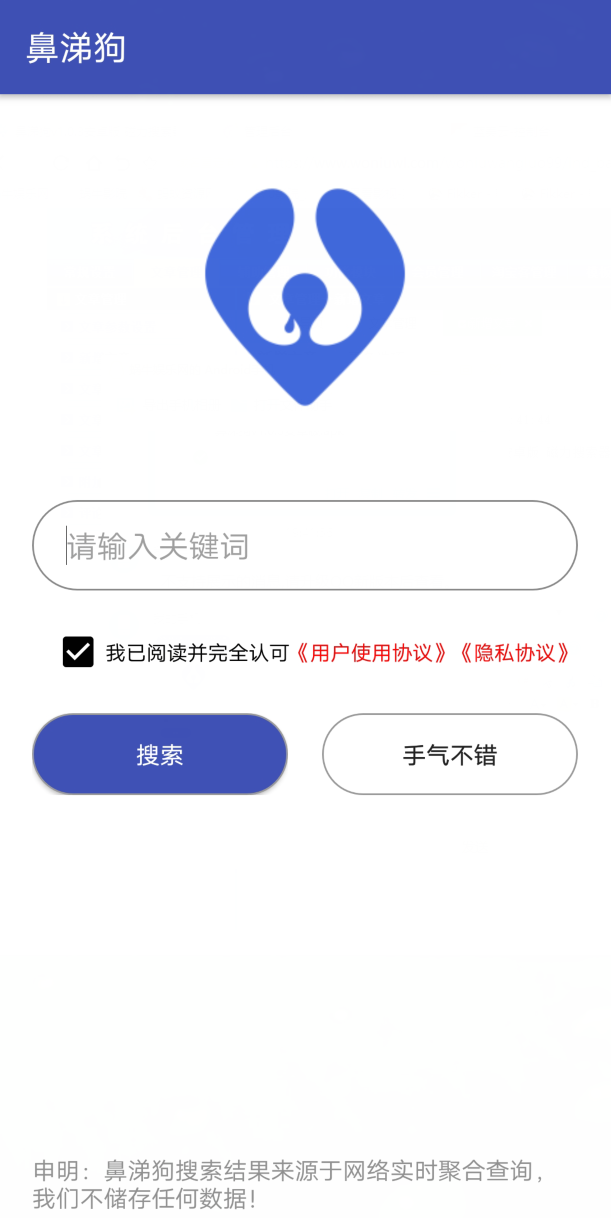 鼻涕狗
请输入关键词
我已阅读并完全认可《用户使用协议》《隐私协议》
搜索
手气不错
申明：鼻涕狗搜索结果来源于网络实时聚合查询，
我们不储存任何数据！